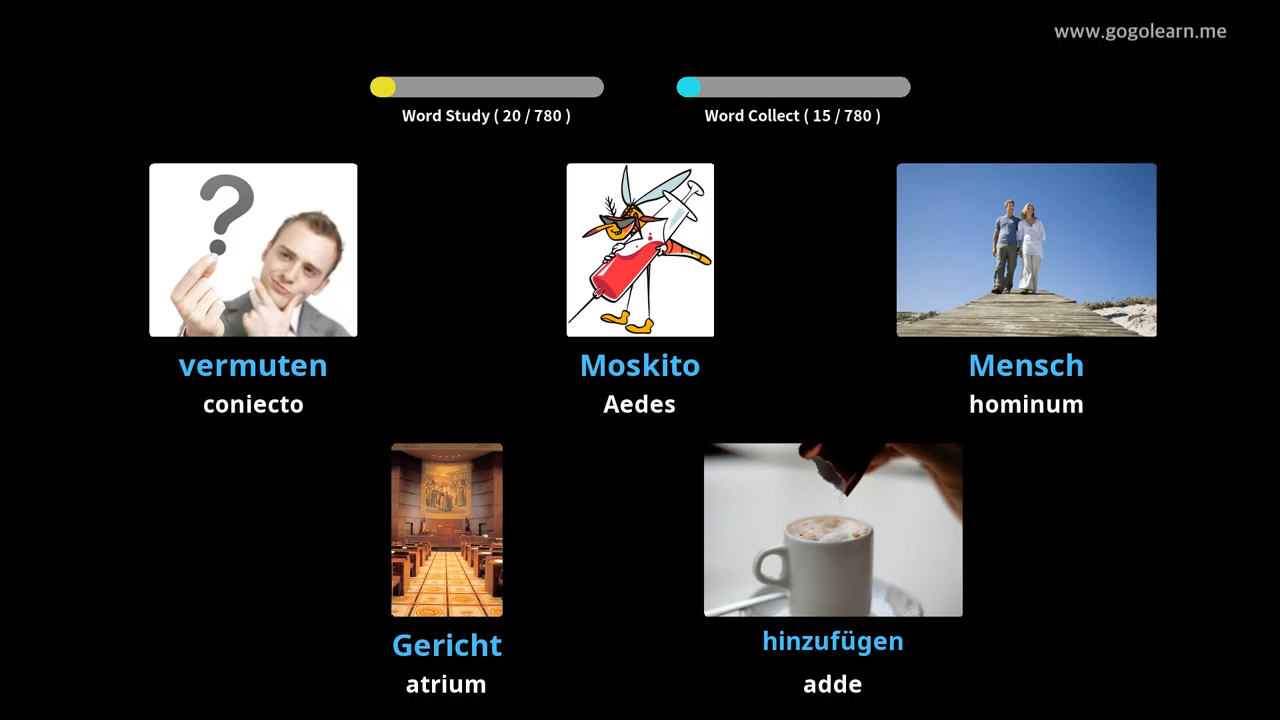 www.gogolearn.me
Word Study ( 20 / 780 )
Word Collect ( 15 / 780 )
?
vermuten
coniecto
Moskito
Aedes
Mensch
hominum
Gericht
atrium
hinzufügen
adde